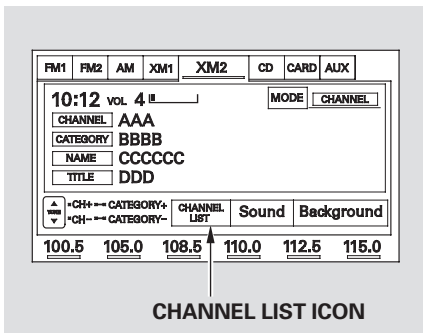 FM1 FM2 AM XM1 XM2 CD CARD AUX
10:12 VOL 4 MODE CHANNEL
CHANNEL AAA
CATEGORY BBBB
NAME CCCCCC
TITLE DDD
TUNE •CH+ CATEGORY+ CHANNEL LIST Sound Background
•CH– CATEGORY–
100.5 105.0 108.5 110.0 112.5 115.0
CHANNEL LIST ICON